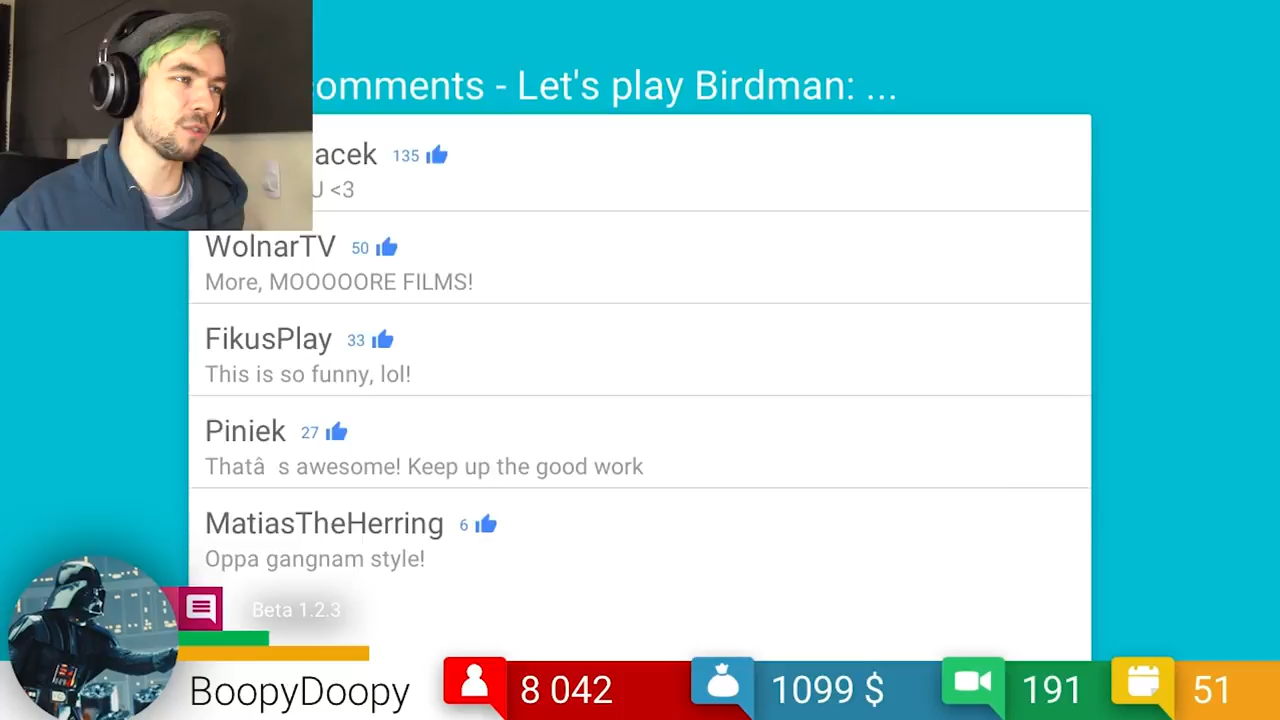 omments - Let's play Birdman: ...
acek 135
U <3
WolnarTV 50
More, MOOOOORE FILMS!
FikusPlay 33
This is so funny, lol!
Piniek 27
Thatâ s awesome! Keep up the good work
MatiasTheHerring 6
Oppa gangnam style!
Beta 1.2.3
BoopyDoopy 8 042 1099 $ 191 51